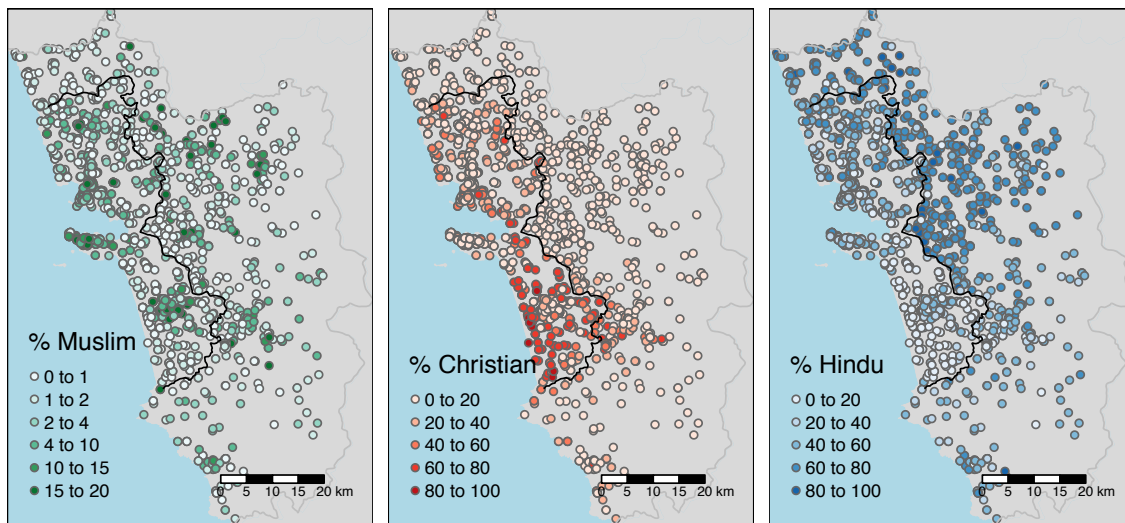 % Muslim
0 to 1
1 to 2
2 to 4
4 to 10
10 to 15
15 to 20
0 5 10 15 20 km
% Christian
0 to 20
20 to 40
40 to 60
60 to 80
80 to 100
0 5 10 15 20 km
% Hindu
0 to 20
20 to 40
40 to 60
60 to 80
80 to 100
0 5 10 15 20 km